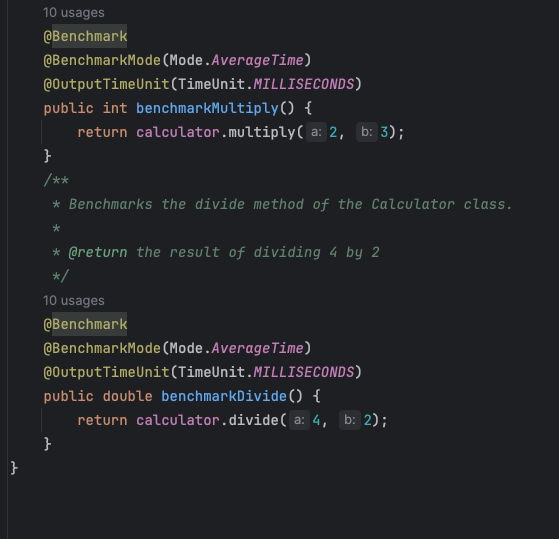 10 usages
@Benchmark
@BenchmarkMode(Mode.AverageTime)
@OutputTimeUnit(TimeUnit.MILLISECONDS)
public int benchmarkMultiply() {
return calculator.multiply( a: 2, b: 3);
}
/**
* Benchmarks the divide method of the Calculator class.
*
* @return the result of dividing 4 by 2
*/
10 usages
@Benchmark
@BenchmarkMode(Mode.AverageTime)
@OutputTimeUnit(TimeUnit.MILLISECONDS)
public double benchmarkDivide() {
return calculator.divide( a: 4, b: 2);
}
}